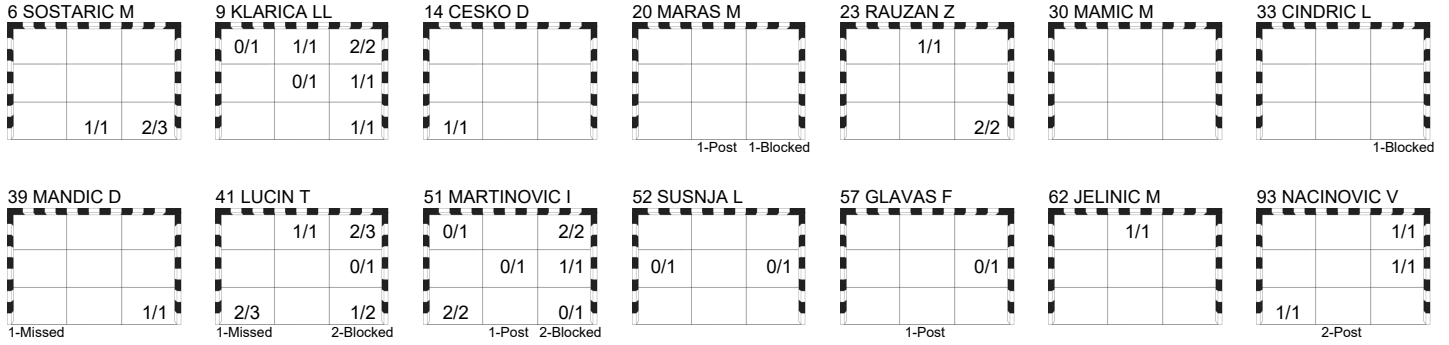 6 SOSTARIC M 9 KLARICA LL 14 CESKO D 20 MARAS M 23 RAUZAN Z 30 MAMIC M 33 CINDRIC L
0/1 1/1 2/2 1/1
0/1 1/1
1/1 2/3 1/1 1/1 2/2
1-Post 1-Blocked 1-Blocked
39 MANDIC D 41 LUCIN T 51 MARTINOVIC I 52 SUSNJA L 57 GLAVAS F 62 JELINIC M 93 NACINOVIC V
1/1 2/3 0/1 2/2 1/1 1/1
0/1 0/1 1/1 0/1 0/1 0/1 1/1
1/1 2/3 1/2 2/2 0/1 1/1
1-Missed 1-Missed 2-Blocked 1-Post 2-Blocked 1-Post 2-Post